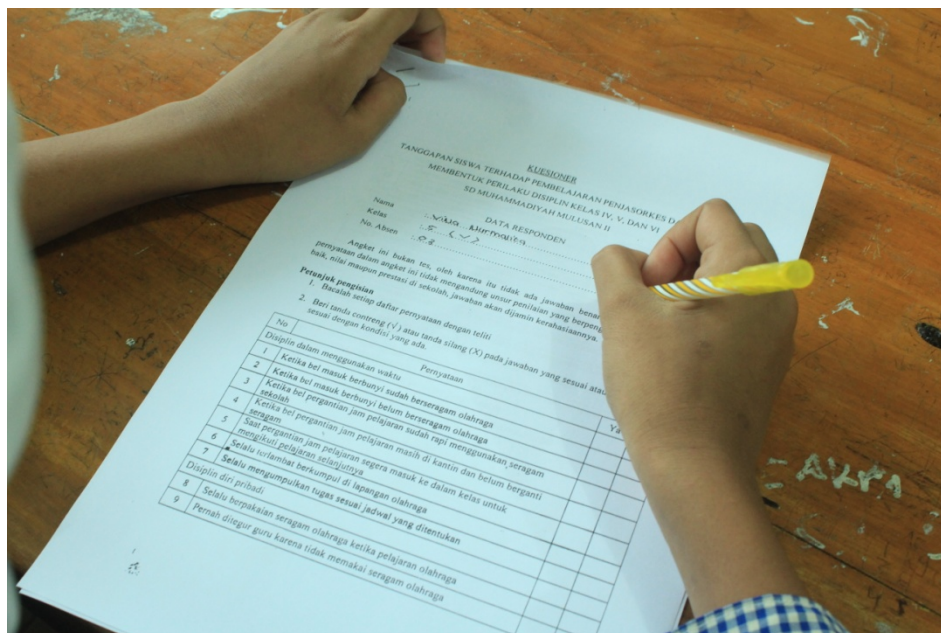 KUESIONER
TANGGAPAN SISWA TERHADAP PEMBELAJARAN PENJASORKES
MEMBENTUK PERILAKU DISIPLIN KELAS IV, V, DAN VI
SD MUHAMMADIYAH MULUSAN II
DATA RESPONDEN
Nama :
Kelas : 5 (√)
No. Absen : 03
Angket ini bukan tes, oleh karena itu tidak ada jawaban benar
pernyataan dalam angket ini tidak mengandung unsur penilaian yang
baik, nilai maupun prestasi di sekolah, jawaban akan dijamin kerahasiaannya.
Petunjuk pengisian
1. Bacalah setiap daftar pernyataan dengan teliti
2. Beri tanda contreng (√) atau tanda silang (X) pada jawaban yang sesuai atau
sesuai dengan kondisi yang ada.
No Pernyataan Ya
Disiplin dalam menggunakan waktu
1 Ketika bel masuk berbunyi sudah berseragam olahraga
2 Ketika bel masuk berbunyi belum berseragam olahraga
3 Ketika bel pergantian jam pelajaran sudah rapi menggunakan seragam
sekolah
4 Ketika bel pergantian jam pelajaran masih di kantin dan belum berganti
seragam
5 Saat pergantian jam pelajaran segera masuk ke dalam kelas untuk
mengikuti pelajaran selanjutnya
6 Selalu terlambat berkumpul di lapangan olahraga
7 Selalu mengumpulkan tugas sesuai jadwal yang ditentukan
Disiplin diri pribadi
8 Selalu berpakaian seragam olahraga ketika pelajaran olahraga
9 Pernah ditegur guru karena tidak memakai seragam olahraga